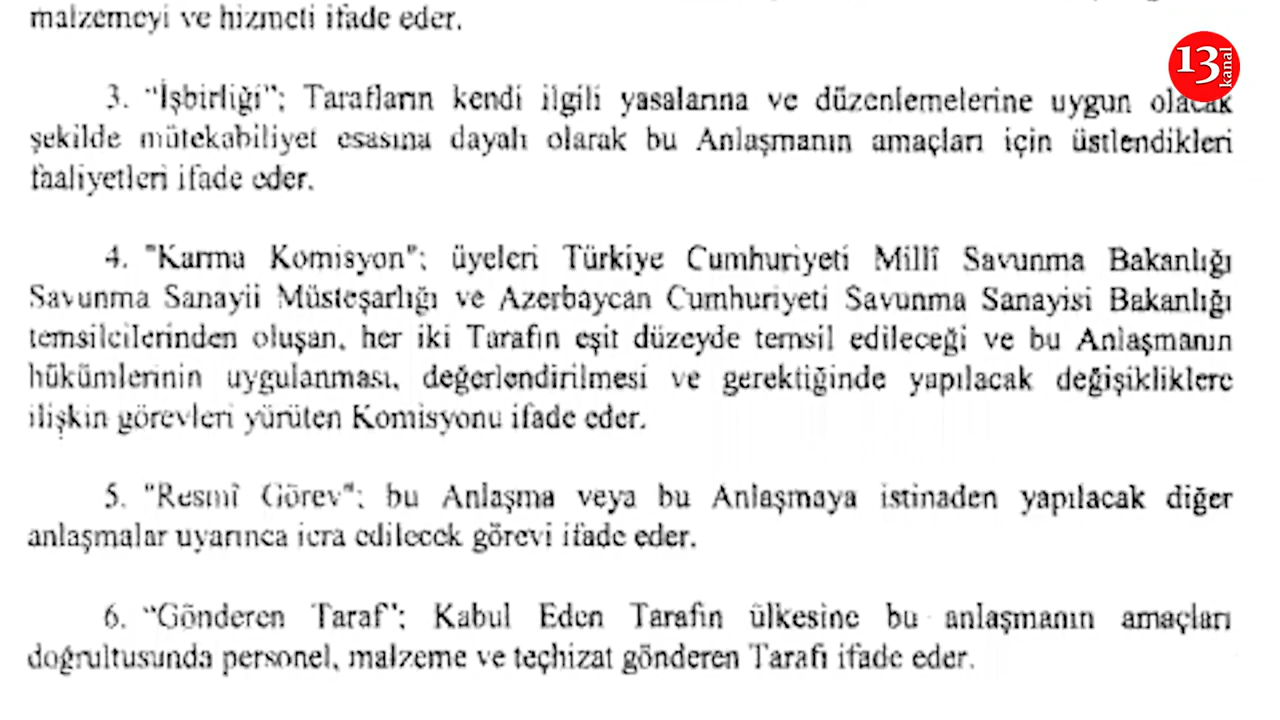 malzemeyi ve hizmeti ifade eder.
13 kanal
3. “İşbirliği”; Tarafların kendi ilgili yasalarına ve düzenlemelerine uygun olacak
şekilde mütekabiliyet esasına dayalı olarak bu Anlaşmanın amaçları için üstlendikleri
faaliyetleri ifade eder.
4. "Karma Komisyon"; üyeleri Türkiye Cumhuriyeti Millî Savunma Bakanlığı
Savunma Sanayii Müsteşarlığı ve Azerbaycan Cumhuriyeti Savunma Sanayisi Bakanlığı
temsilcilerinden oluşan, her iki Tarafın eşit düzeyde temsil edileceği ve bu Anlaşmanın
hükümlerinin uygulanması, değerlendirilmesi ve gerektiğinde yapılacak değişikliklere
ilişkin görevleri yürüten Komisyonu ifade eder.
5. "Resmî Görev"; bu Anlaşma veya bu Anlaşmaya istinaden yapılacak diğer
anlaşmalar uyarınca icra edilecek görevi ifade eder.
6. “Gönderen Taraf”; Kabul Eden Tarafın ülkesine bu anlaşmanın amaçları
doğrultusunda personel, malzeme ve teçhizat gönderen Tarafı ifade eder.